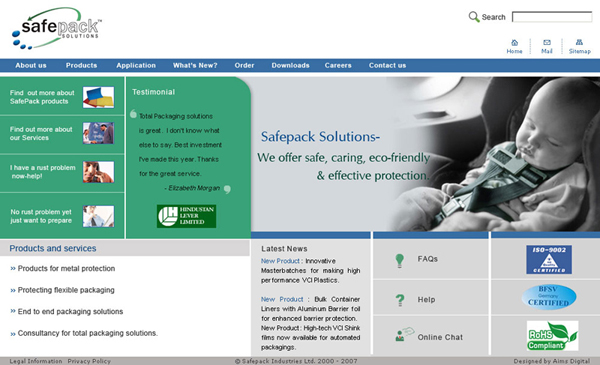 safepack™
SOLUTIONS
Search
Home Mail Sitemap
About us Products Application What's New? Order Downloads Careers Contact us
Find out more about
SafePack products
Find out more about
our Services
I have a rust problem
now-help!
No rust problem yet
just want to prepare
Testimonial
Total Packaging solutions
is great. I don't know what
else to say. Best investment
I've made this year. Thanks
for the great service.
- Elizabeth Morgan
HINDUSTAN
LEVER
LIMITED
Safepack Solutions-
We offer safe, caring, eco-friendly
& effective protection.
Products and services
» Products for metal protection
» Protecting flexible packaging
» End to end packaging solutions
» Consultancy for total packaging solutions.
Latest News
New Product : Innovative
Masterbatches for making high
performance VCI Plastics.
New Product : Bulk Container
Liners with Aluminum Barrier foil
for enhanced barrier protection.
New Product : High-tech VCI Shink
films now available for automated
packagings.
FAQs
Help
Online Chat
ISO-9002
CERTIFIED
BFSV
Germany
CERTIFIED
RoHS
Compliant
Legal Information Privacy Policy
© Safepack Industries Ltd. 2000 - 2007
Designed by Aims Digital